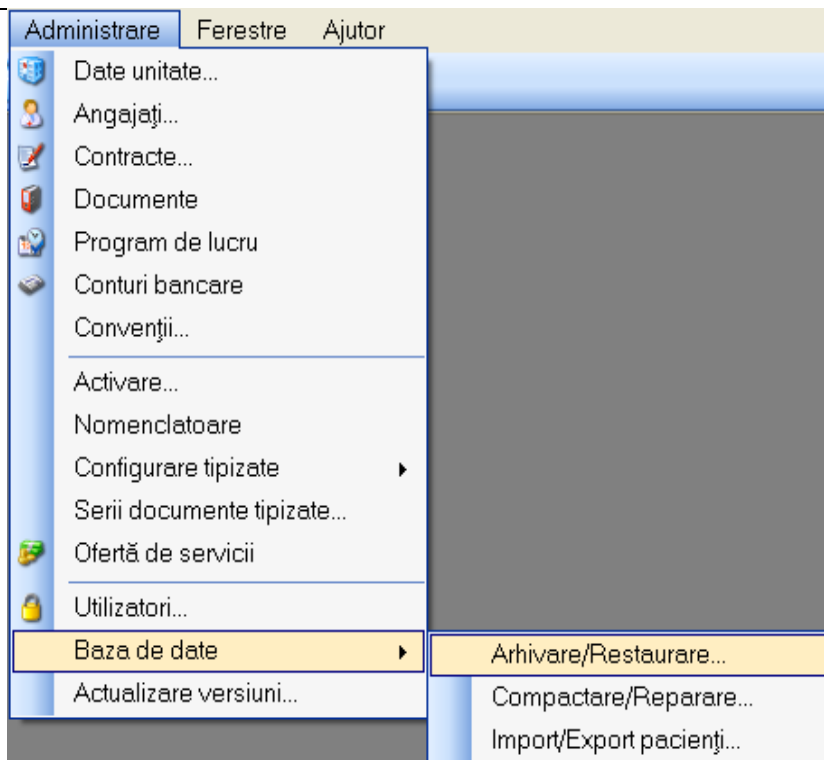 Administrare Ferestre Ajutor
Date unitate...
Angajaţi...
Contracte...
Documente
Program de lucru
Conturi bancare
Convenţii...
Activare...
Nomenclatoare
Configurare tipizate
Serii documente tipizate...
Ofertă de servicii
Utilizatori...
Baza de date
Arhivare/Restaurare...
Actualizare versiuni...
Compactare/Reparare...
Import/Export pacienţi...